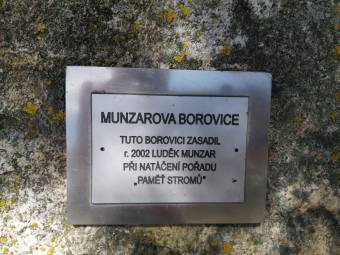 MUNZAROVA BOROVICE
TUTO BOROVICI ZASADIL
r. 2002 LUDĚK MUNZAR
PŘI NATÁČENÍ POŘADU
„PAMĚŤ STROMŮ"